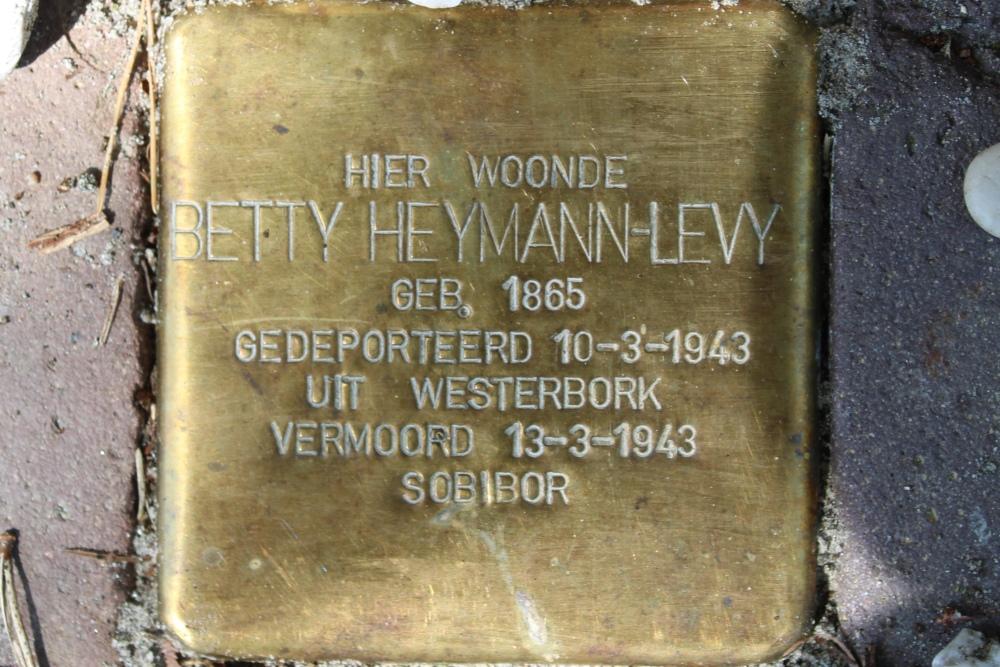 HIER WOONDE
BETTY HEYMANN-LEVY
GEB. 1865
GEDEPORTEERD 10-3-1943
UIT WESTERBORK
VERMOORD 13-3-1943
SOBIBOR